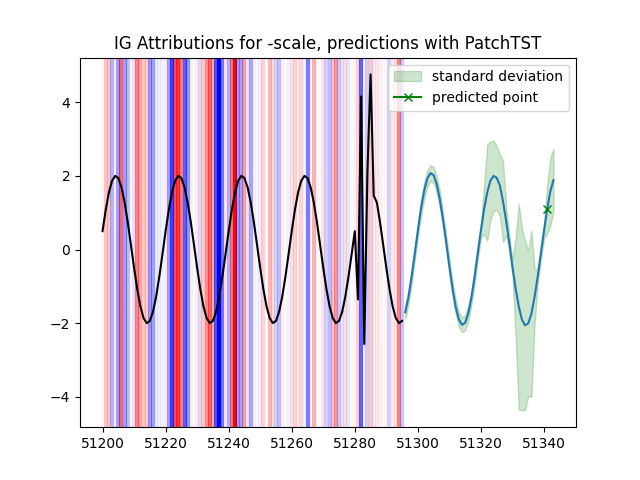 IG Attributions for -scale, predictions with PatchTST
standard deviation
predicted point
4
2
0
−2
−4
51200 51220 51240 51260 51280 51300 51320 51340